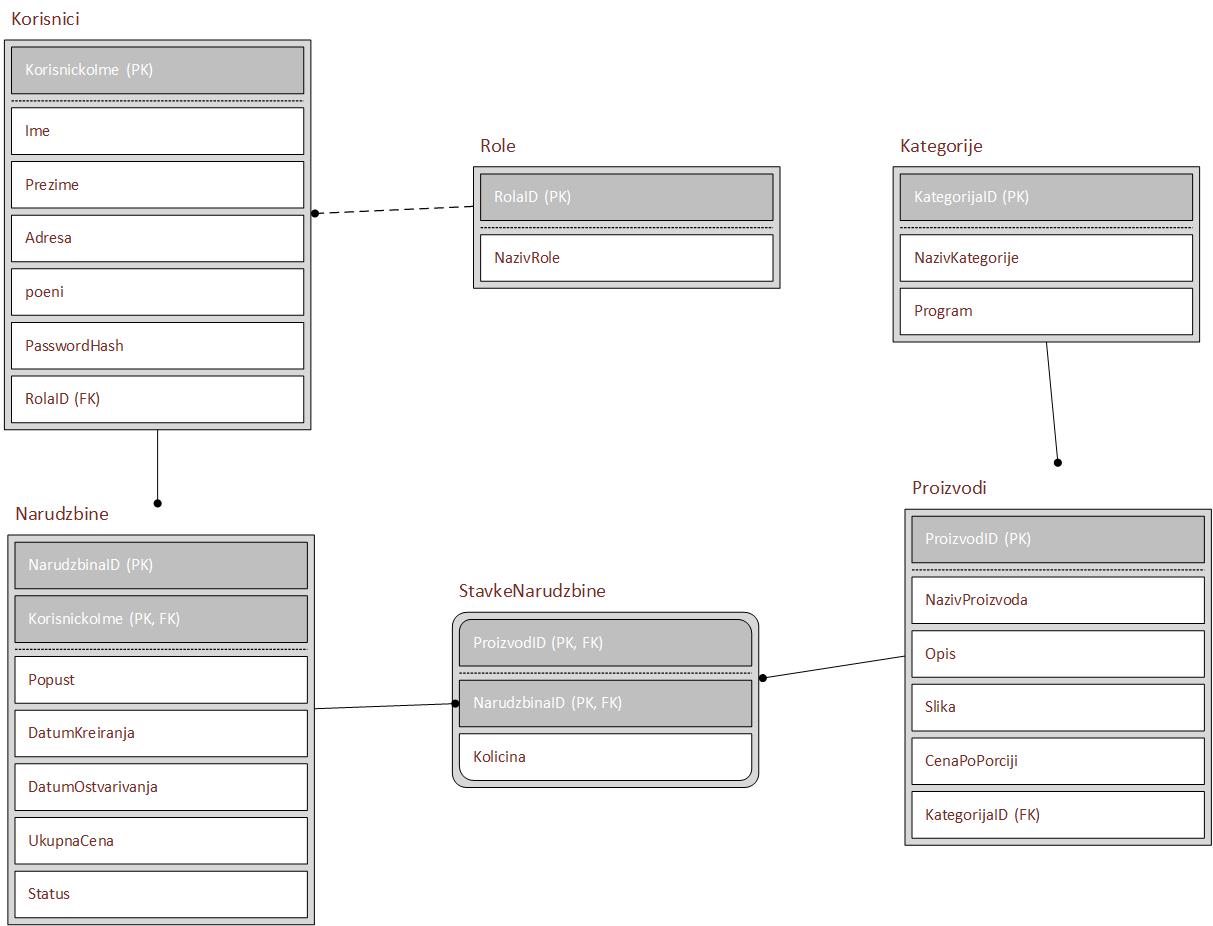 Korisnici
KorisnickoIme (PK)
Ime
Prezime
Adresa
poeni
PasswordHash
RolaID (FK)
Role
RolaID (PK)
NazivRole
Kategorije
KategorijaID (PK)
NazivKategorije
Program
Narudzbine
NarudzbinaID (PK)
KorisnickoIme (PK, FK)
Popust
DatumKreiranja
DatumOstvarivanja
UkupnaCena
Status
StavkeNarudzbine
ProizvodID (PK, FK)
NarudzbinaID (PK, FK)
Kolicina
Proizvodi
ProizvodID (PK)
NazivProizvoda
Opis
Slika
CenaPoPorciji
KategorijaID (FK)